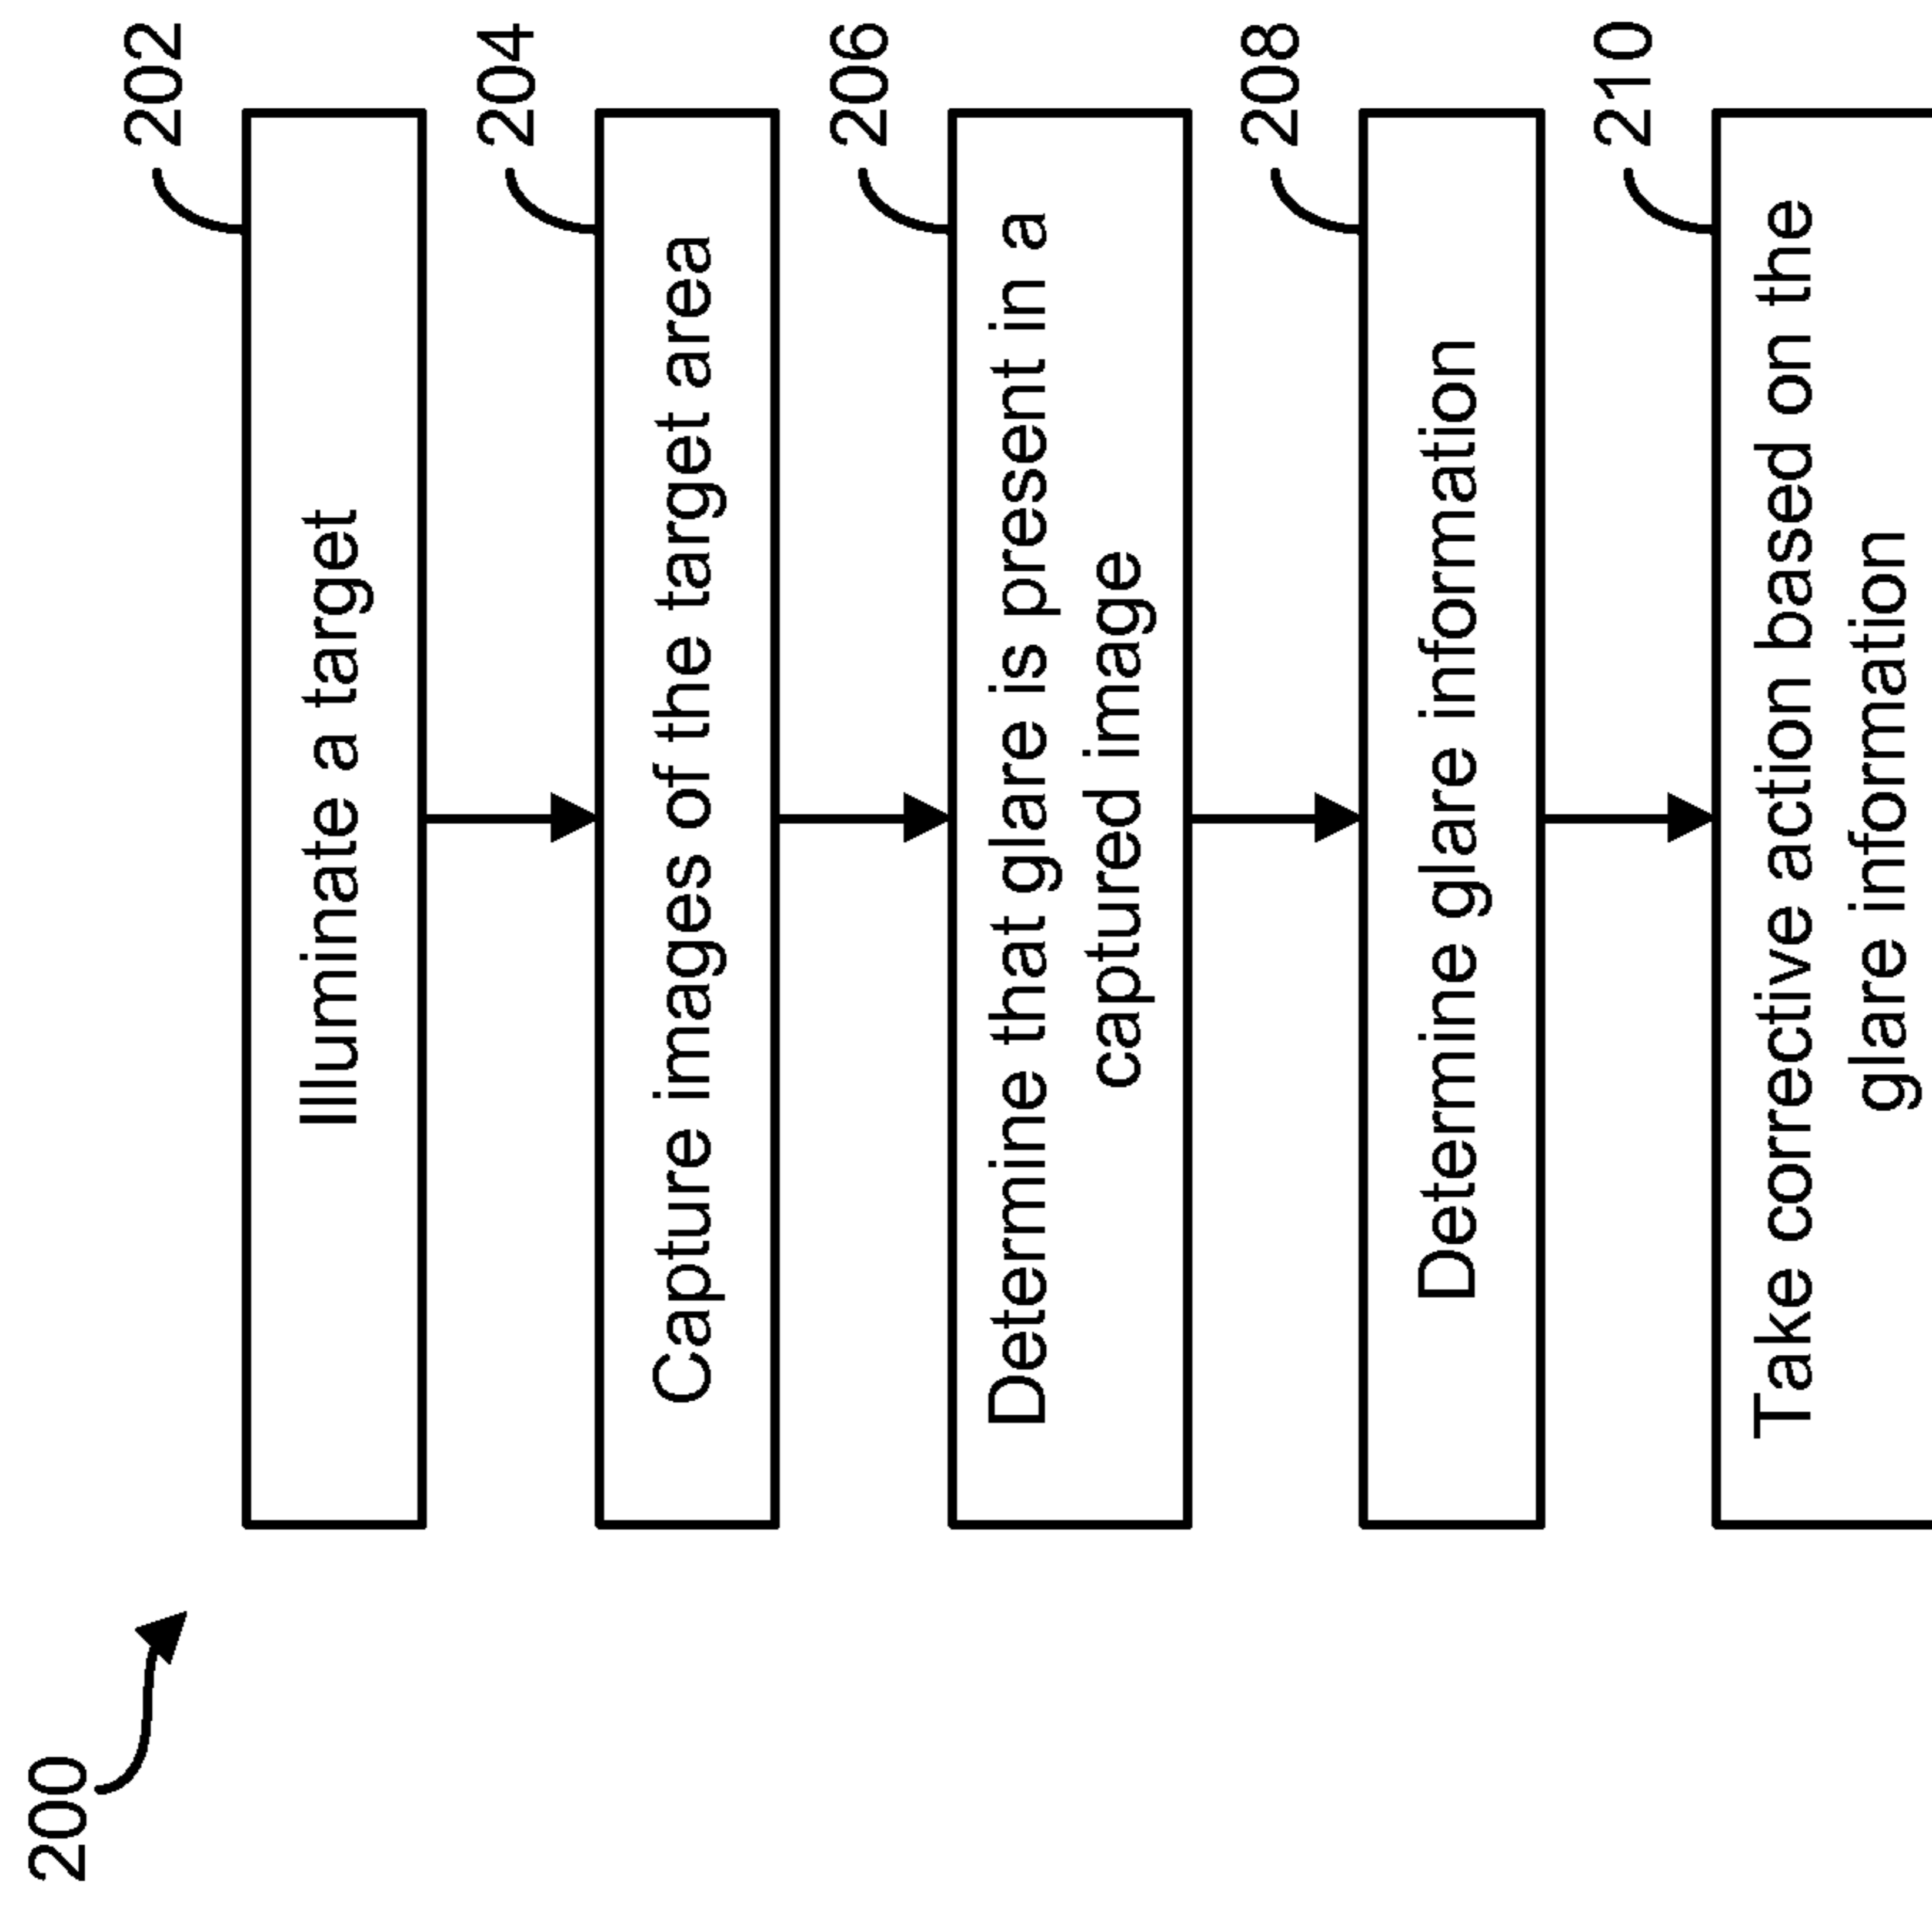 200
202
Illuminate a target
204
Capture images of the target area
206
Determine that glare is present in a
captured image
208
Determine glare information
210
Take corrective action based on the
glare information